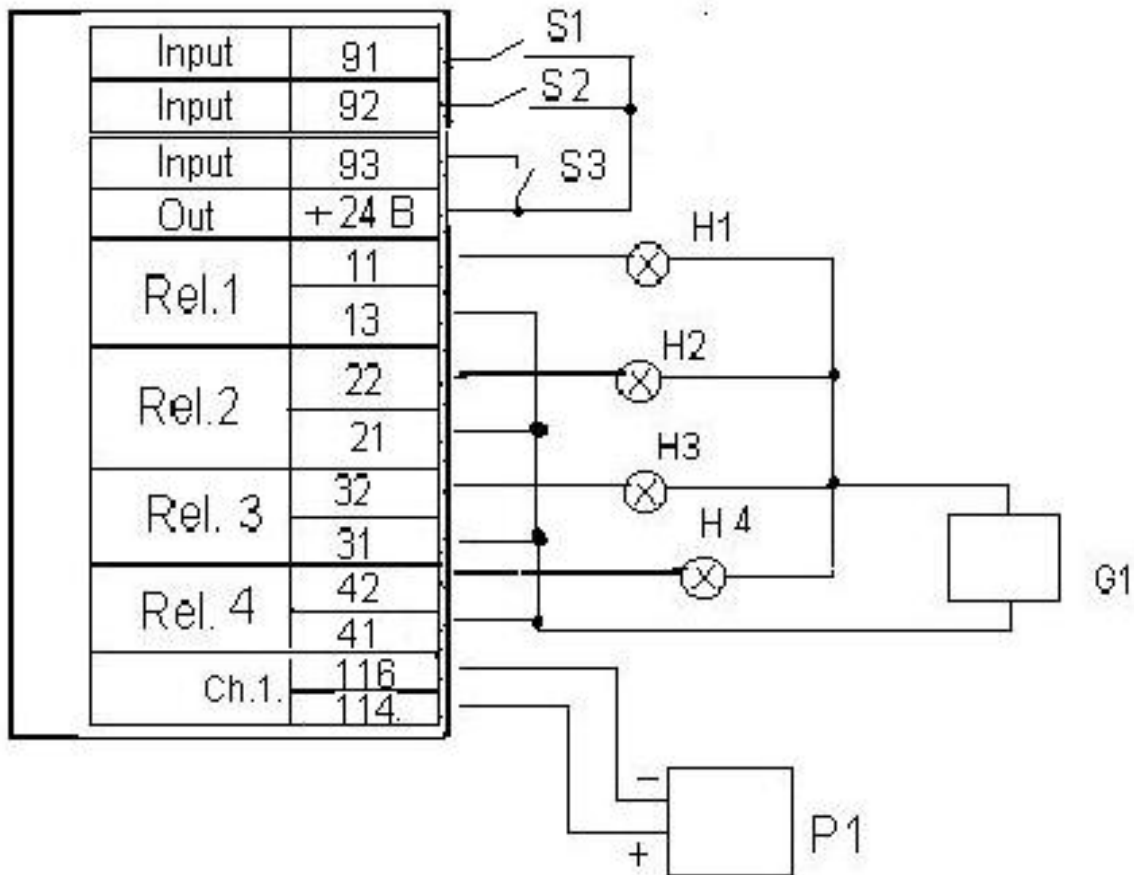 Input 91 S1
Input 92 S2
Input 93 S3
Out +24 В
Rel.1 11 H1
13
Rel.2 22 H2
21
Rel. 3 32 H3
31
Rel. 4 42 H 4
41
G1
Ch.1. 116
114.
−
+
P1